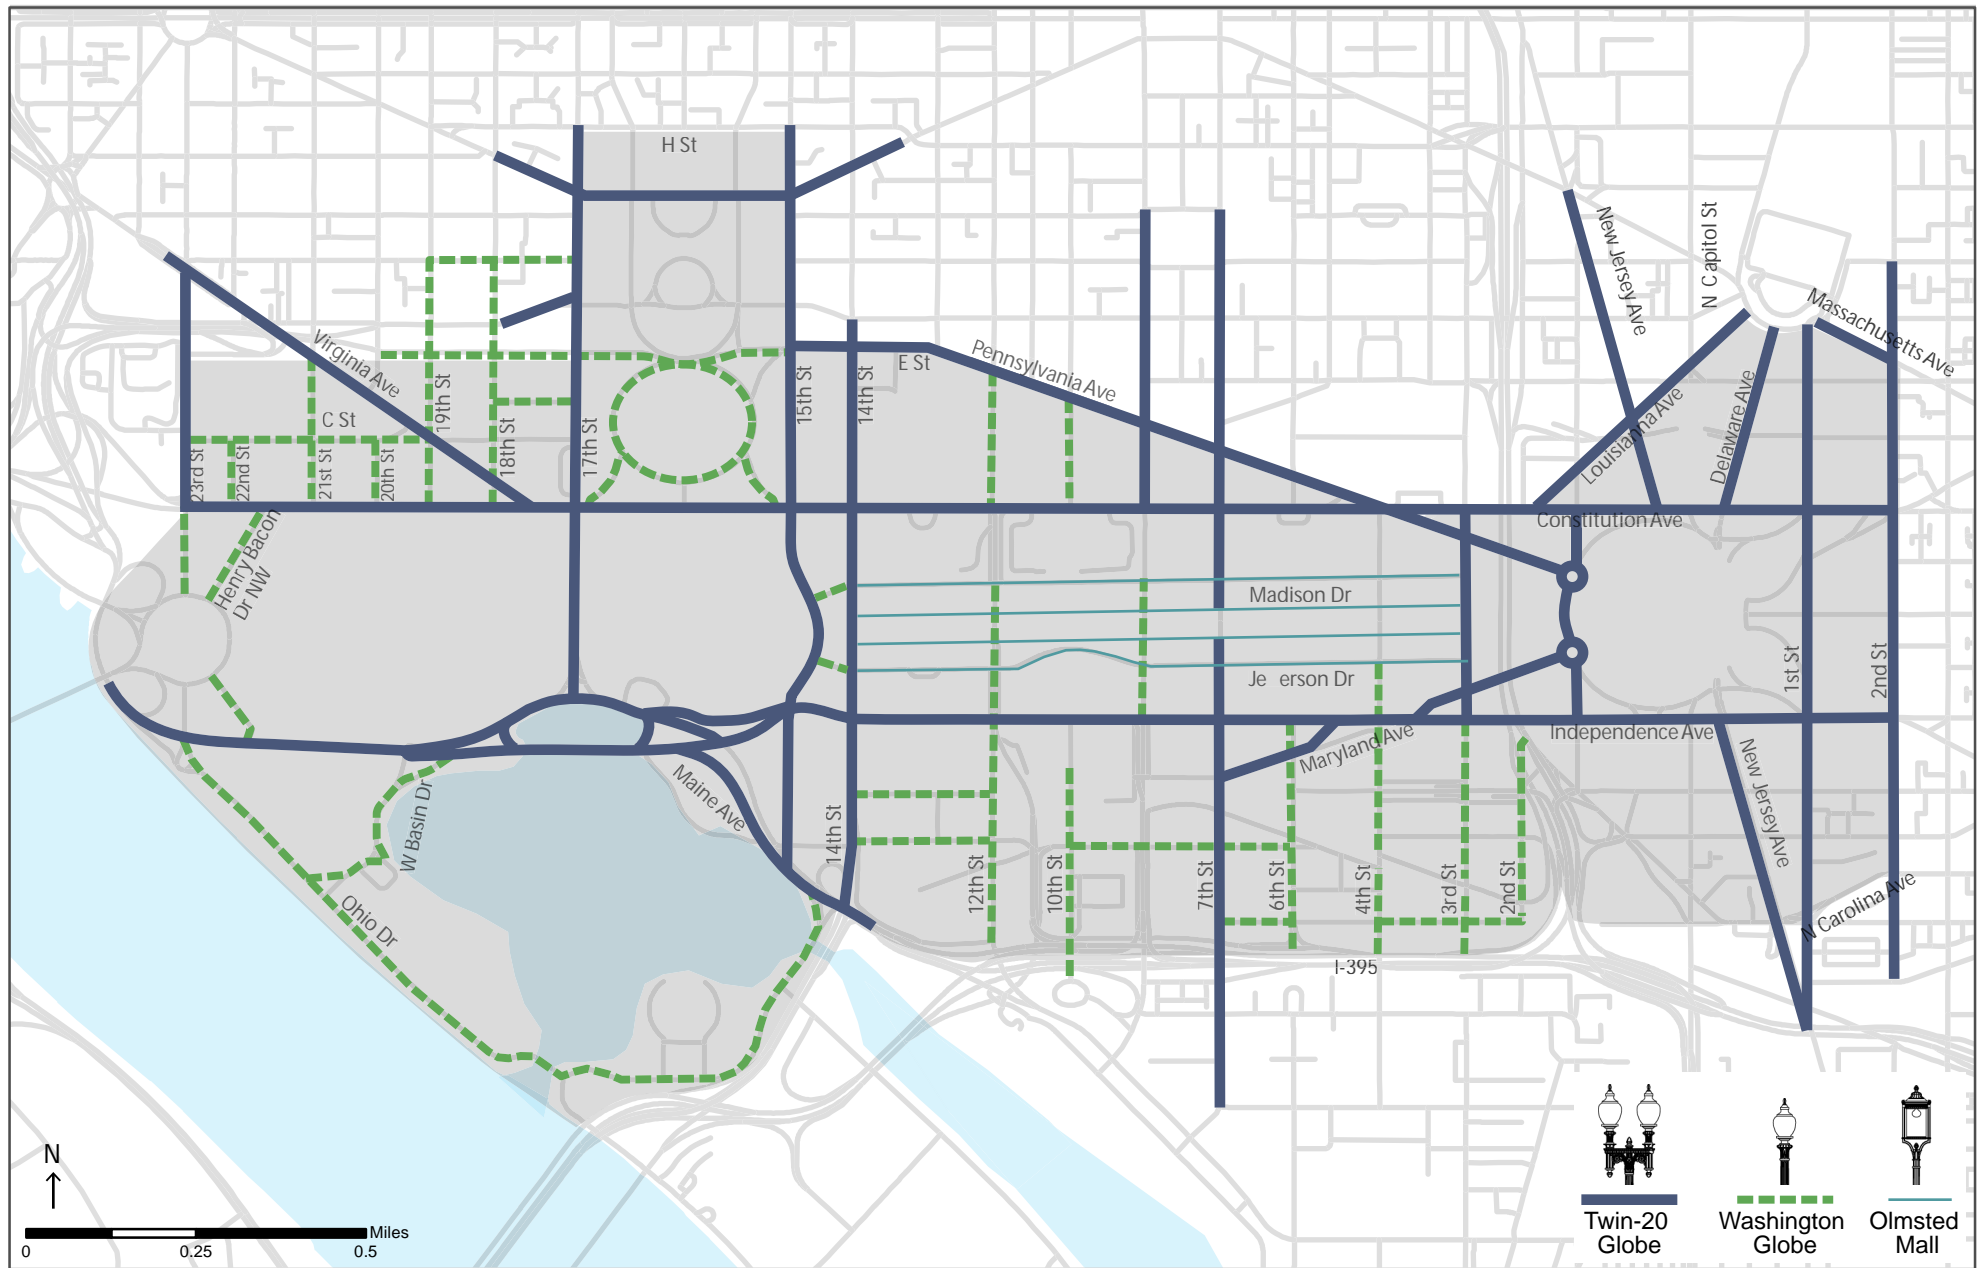 H St
New Jersey Ave
N Capitol St
Massachusetts Ave
Virginia Ave
E St
Pennsylvania Ave
15th St
14th St
19th St
C St
18th St
17th St
23rd St
22nd St
21st St
20th St
Louisianna Ave
Delaware Ave
Constitution Ave
Henry Bacon
Dr NW
Madison Dr
Je erson Dr
1st St
2nd St
Independence Ave
Maryland Ave
New Jersey Ave
Maine Ave
W Basin Dr
14th St
12th St
10th St
7th St
6th St
4th St
3rd St
2nd St
N Carolina Ave
Ohio Dr
I-395
N
Miles
0
0.25
0.5
Twin-20
Globe
Washington
Globe
Olmsted
Mall